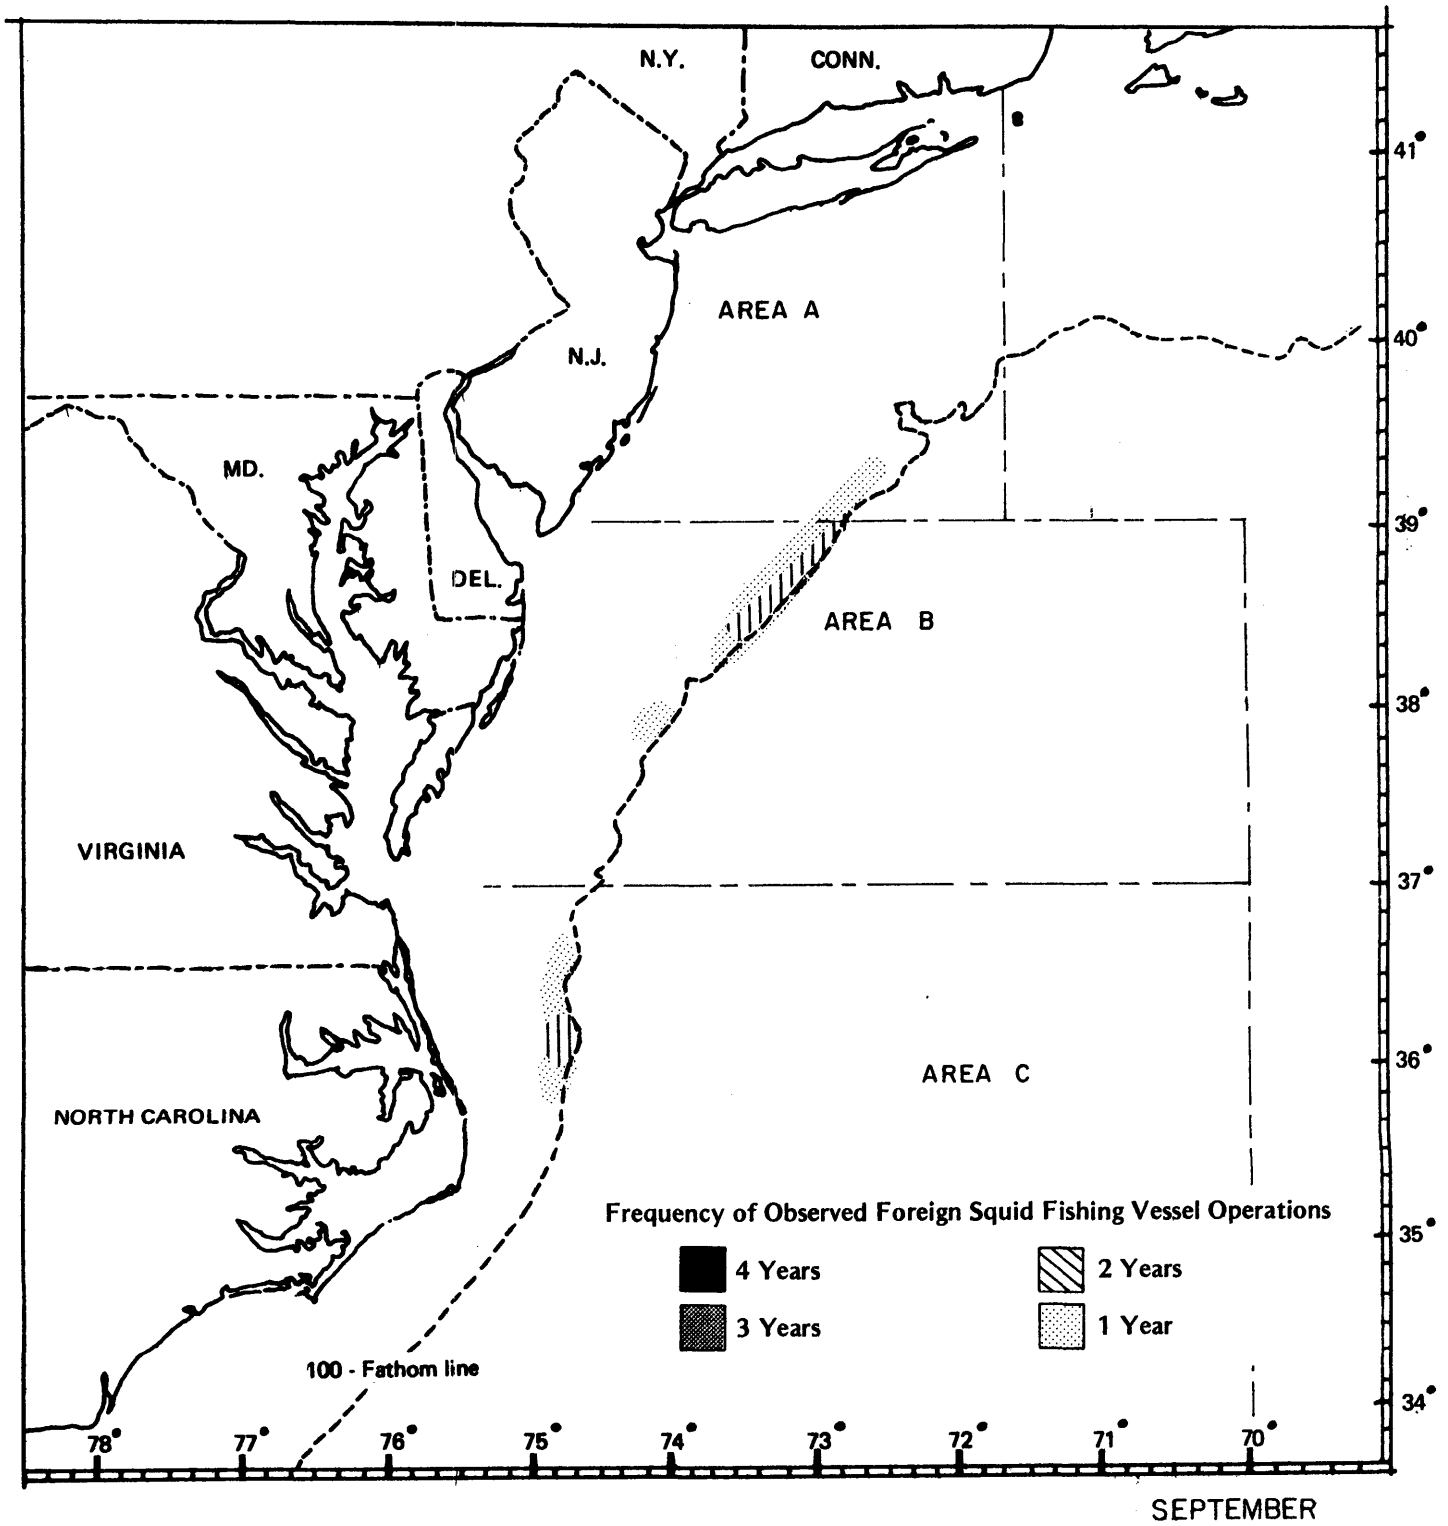 N.Y. CONN.
41°
AREA A
40°
N.J.
MD.
39°
DEL.
AREA B
38°
VIRGINIA
37°
36°
AREA C
NORTH CAROLINA
Frequency of Observed Foreign Squid Fishing Vessel Operations
35°
4 Years 2 Years
3 Years 1 Year
100 - Fathom line
34°
78° 77° 76° 75° 74° 73° 72° 71° 70°
SEPTEMBER